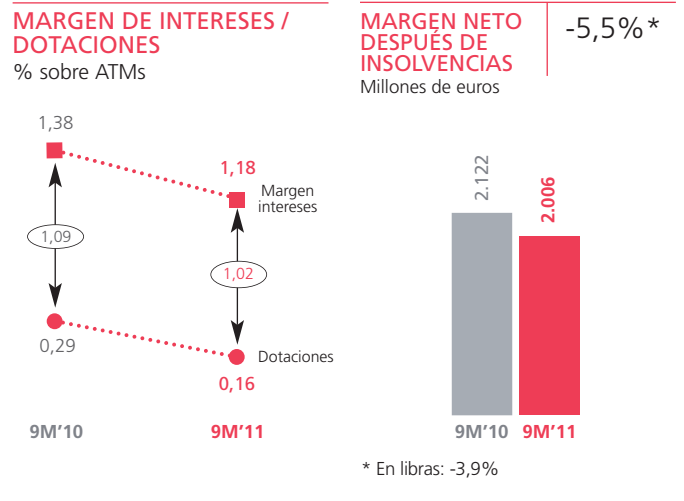 MARGEN DE INTERESES /
DOTACIONES
% sobre ATMs
1,38
1,18
Margen
intereses
1,09
1,02
0,29
Dotaciones
0,16
9M'10
9M'11
MARGEN NETO
DESPUÉS DE
INSOLVENCIAS
-5,5%*
Millones de euros
2.122
2.006
9M'10
9M'11
* En libras: -3,9%